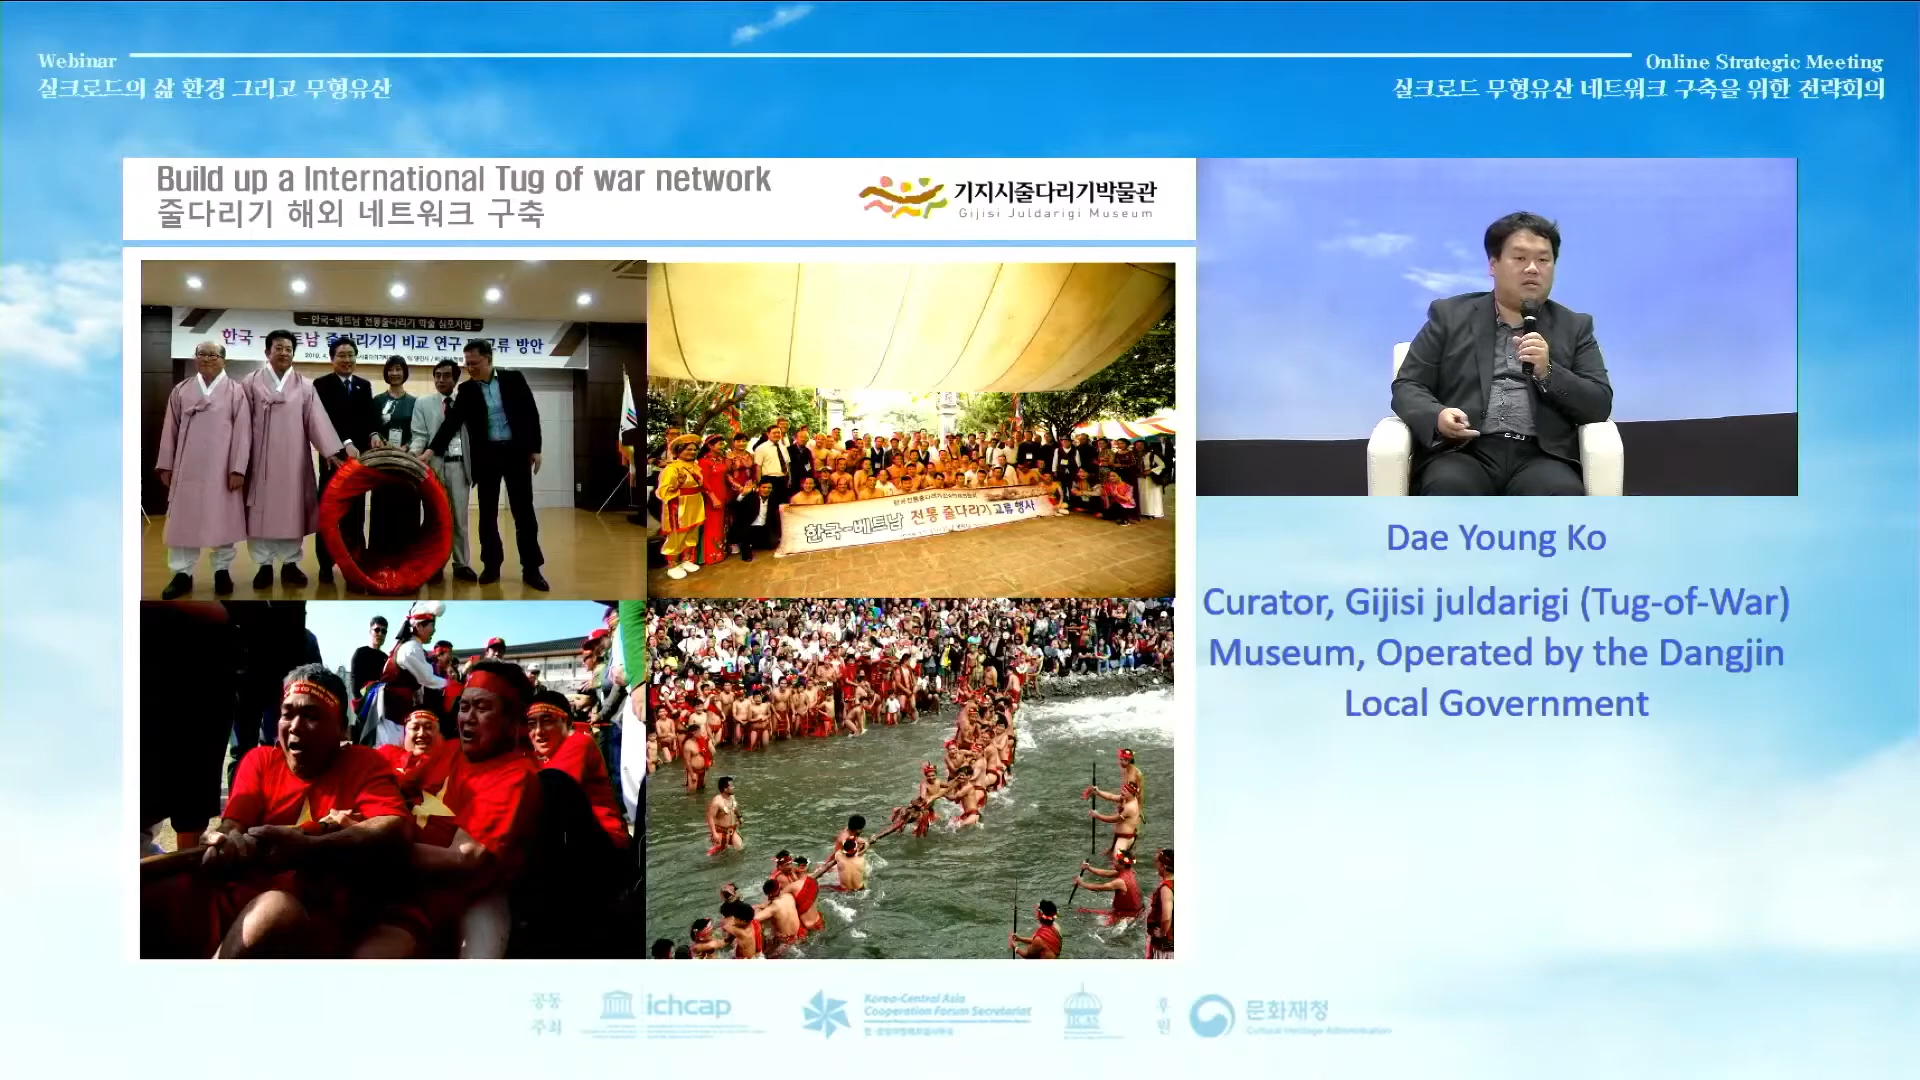 Webinar
실크로드의 삶 환경 그리고 무형유산
Online Strategic Meeting
실크로드 무형유산 네트워크 구축을 위한 전략회의
Build up a International Tug of war network
줄다리기 해외 네트워크 구축
기지시줄다리기박물관
Gijisi Juldarigi Museum
- 한국-베트남 전통줄다리기 학술 심포지엄 -
한국 줄다리기의 비교 연구 교류 방안
한국-베트남 전통 줄다리기 교류 행사
Dae Young Ko
Curator, Gijisi juldarigi (Tug-of-War)
Museum, Operated by the Dangjin
Local Government
공동
주최
ichcap
Korea-Central Asia
Cooperation Forum Secretariat
IICAS
후
원
문화재청
Cultural Heritage Administration